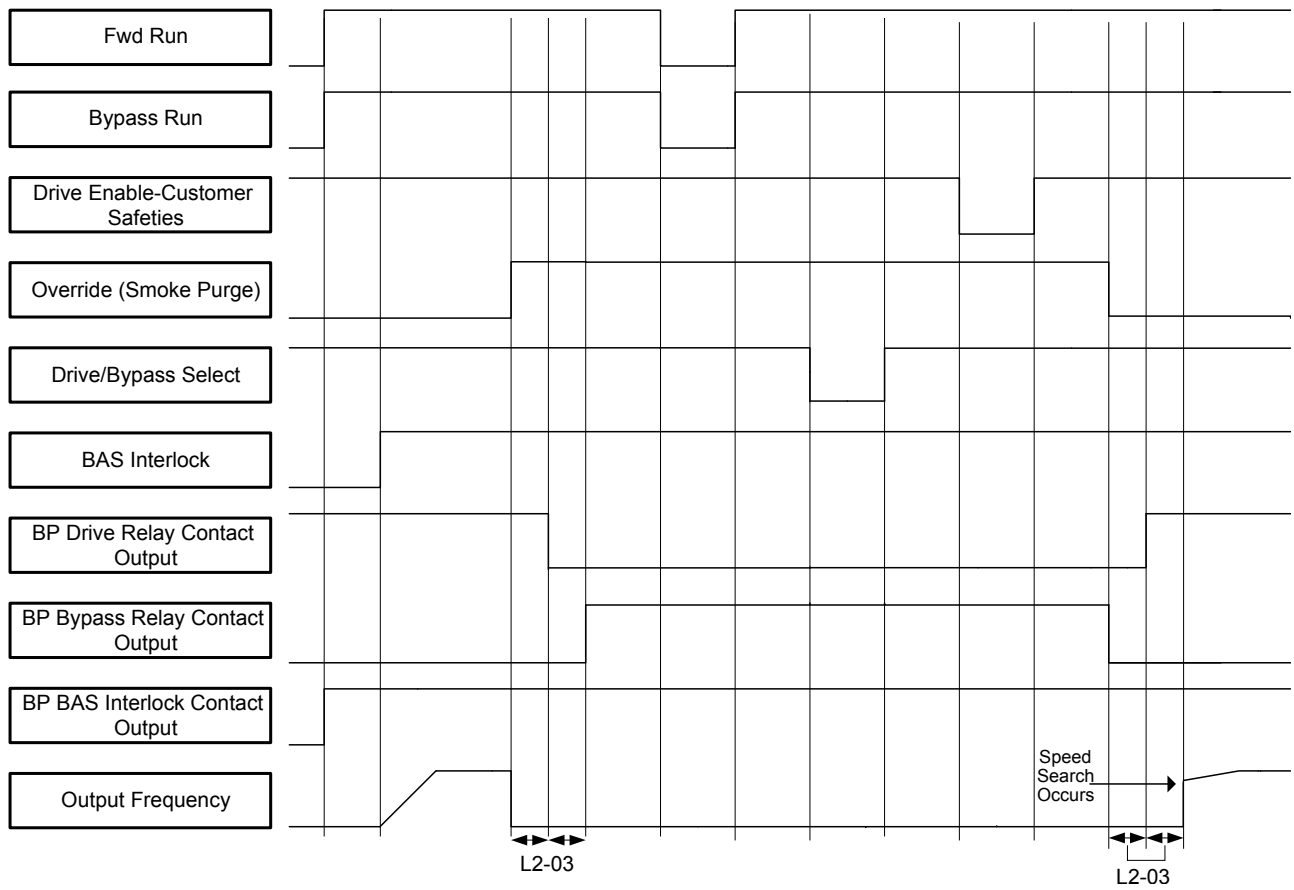 Fwd Run
Bypass Run
Drive Enable-Customer
Safeties
Override (Smoke Purge)
Drive/Bypass Select
BAS Interlock
BP Drive Relay Contact
Output
BP Bypass Relay Contact
Output
BP BAS Interlock Contact
Output
Speed
Search
Occurs
Output Frequency
L2-03
L2-03